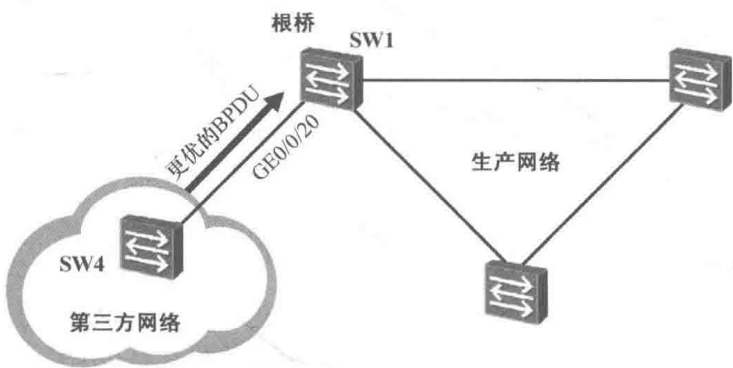 根桥
SW1
更优的BPDU
GE0/0/20
生产网络
SW4
第三方网络